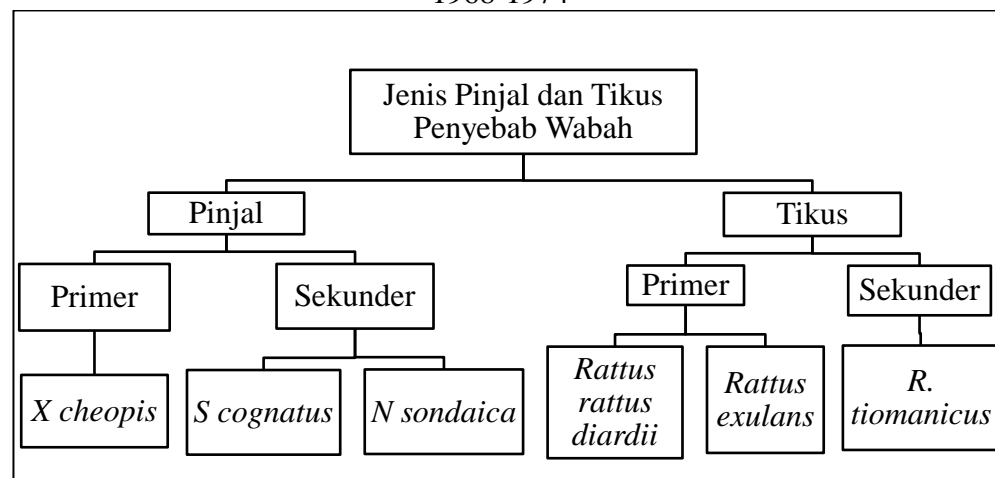 Jenis Pinjal dan Tikus
Penyebab Wabah
Pinjal
Tikus
Primer
Sekunder
Primer
Sekunder
X cheopis
S cognatus
N sondaica
Rattus
rattus
diardii
Rattus
exulans
R.
tiomanicus